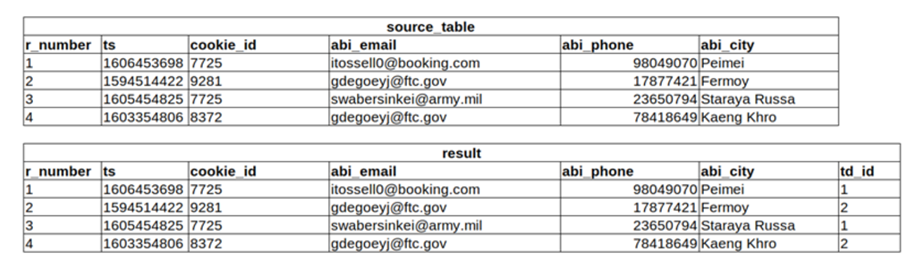 source_table
r_number ts cookie_id abi_email abi_phone abi_city
1 1606453698 7725 itossell0@booking.com 98049070 Peimei
2 1594514422 9281 gdegoeyj@ftc.gov 17877421 Fermoy
3 1605454825 7725 swabersinkei@army.mil 23650794 Staraya Russa
4 1603354806 8372 gdegoeyj@ftc.gov 78418649 Kaeng Khro
result
r_number ts cookie_id abi_email abi_phone abi_city td_id
1 1606453698 7725 itossell0@booking.com 98049070 Peimei 1
2 1594514422 9281 gdegoeyj@ftc.gov 17877421 Fermoy 2
3 1605454825 7725 swabersinkei@army.mil 23650794 Staraya Russa 1
4 1603354806 8372 gdegoeyj@ftc.gov 78418649 Kaeng Khro 2